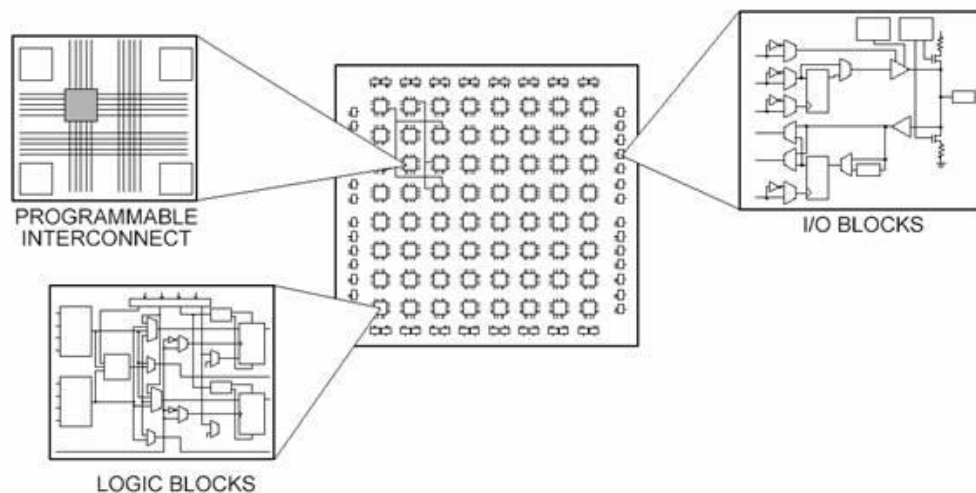 PROGRAMMABLE
INTERCONNECT
I/O BLOCKS
LOGIC BLOCKS